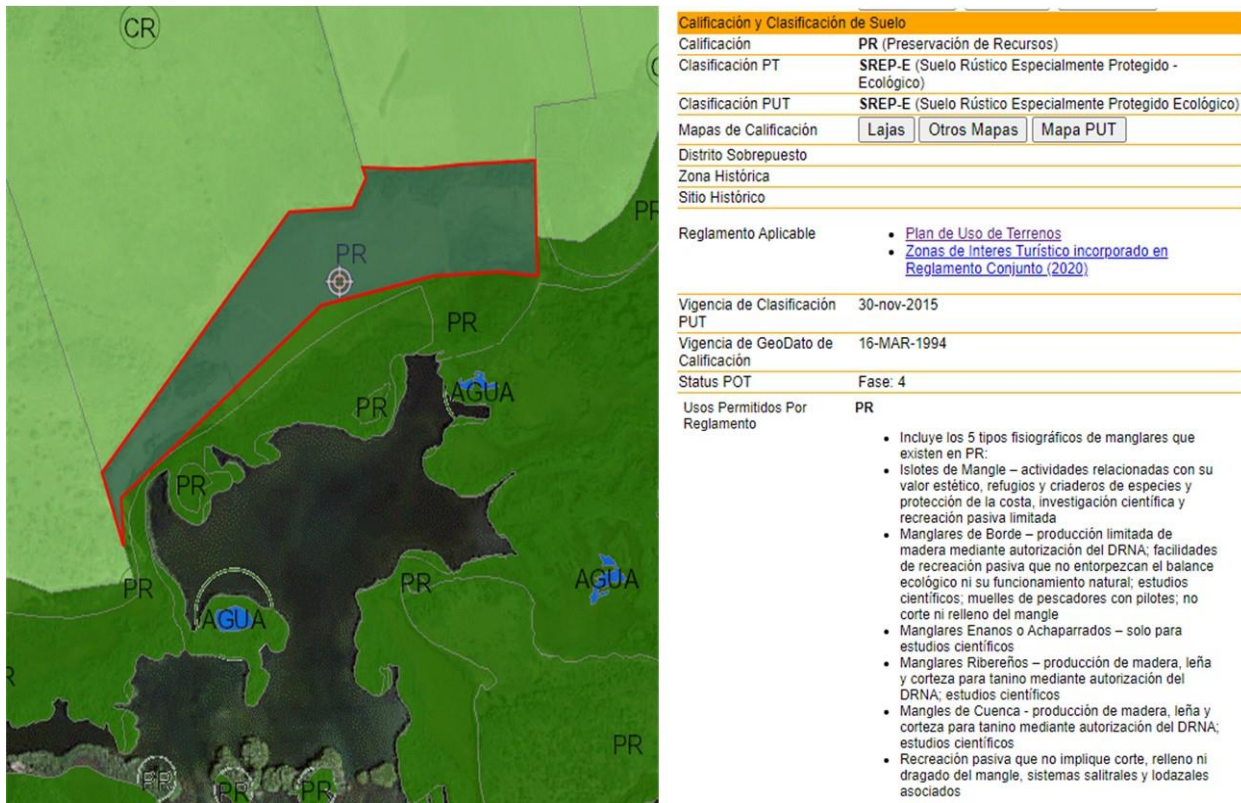 CR
C
PR
PR
PR
PR
AGUA
PR
PR
PR
AGUA
AGUA
R
PR
PR
PR
PR
Calificación y Clasificación de Suelo
Calificación PR (Preservación de Recursos)
Clasificación PT SREP-E (Suelo Rústico Especialmente Protegido -
Ecológico)
Clasificación PUT SREP-E (Suelo Rústico Especialmente Protegido Ecológico)
Mapas de Calificación Lajas Otros Mapas Mapa PUT
Distrito Sobrepuesto
Zona Histórica
Sitio Histórico
Reglamento Aplicable • Plan de Uso de Terrenos
• Zonas de Interes Turístico incorporado en
Reglamento Conjunto (2020)
Vigencia de Clasificación 30-nov-2015
PUT
Vigencia de GeoDato de 16-MAR-1994
Calificación
Status POT Fase: 4
Usos Permitidos Por PR
Reglamento
• Incluye los 5 tipos fisiográficos de manglares que
existen en PR:
• Islotes de Mangle – actividades relacionadas con su
valor estético, refugios y criaderos de especies y
protección de la costa, investigación científica y
recreación pasiva limitada
• Manglares de Borde – producción limitada de
madera mediante autorización del DRNA; facilidades
de recreación pasiva que no entorpezcan el balance
ecológico ni su funcionamiento natural; estudios
científicos; muelles de pescadores con pilotes; no
corte ni relleno del mangle
• Manglares Enanos o Achaparrados – solo para
estudios científicos
• Manglares Ribereños – producción de madera, leña
y corteza para tanino mediante autorización del
DRNA; estudios científicos
• Mangles de Cuenca - producción de madera, leña y
corteza para tanino mediante autorización del DRNA;
estudios científicos
• Recreación pasiva que no implique corte, relleno ni
dragado del mangle, sistemas salitrales y lodazales
asociados